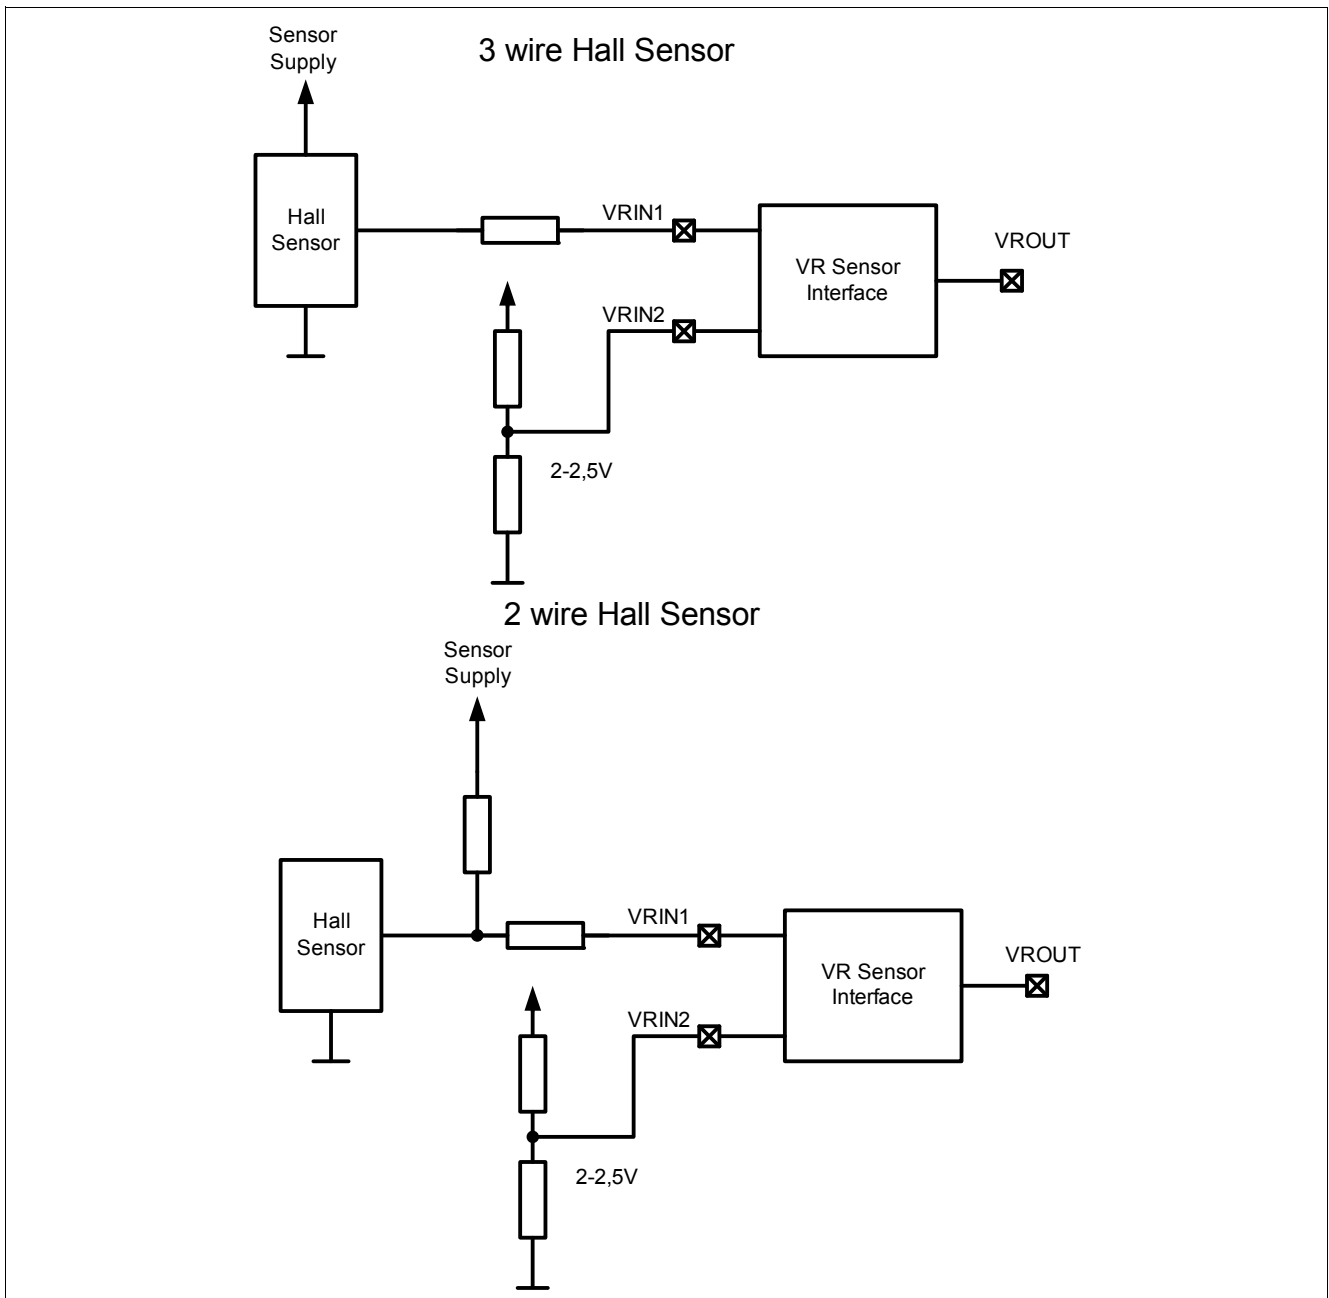 3 wire Hall Sensor
Sensor
Supply
Hall
Sensor
VRIN1
VRIN2
VR Sensor
Interface
VROUT
2-2,5V
2 wire Hall Sensor
Sensor
Supply
Hall
Sensor
VRIN1
VRIN2
VR Sensor
Interface
VROUT
2-2,5V